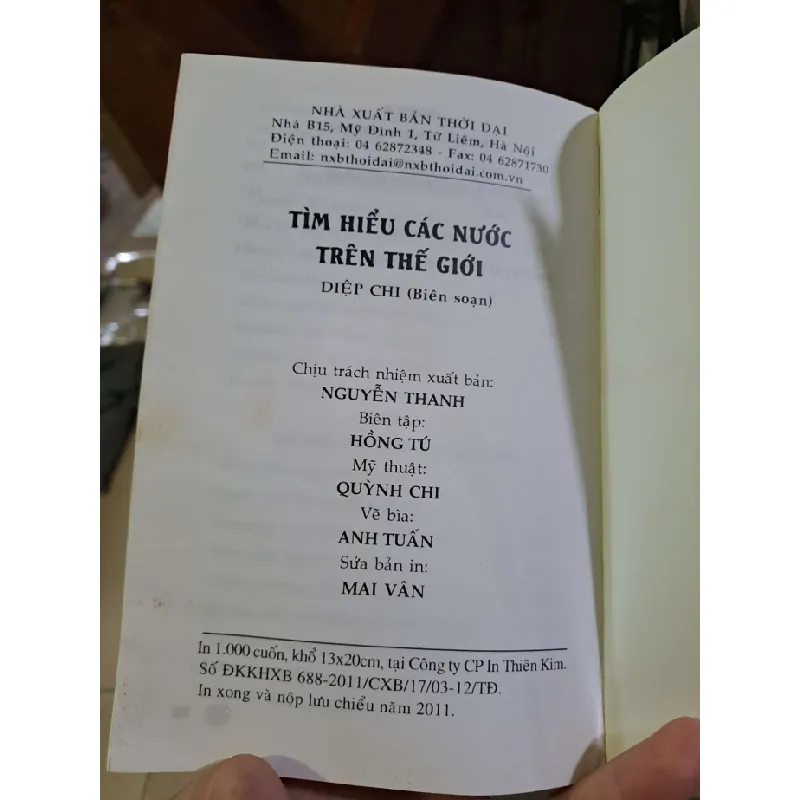 NHÀ XUẤT BẢN THỜI ĐẠI
Nhà B15, Mỹ Đình 1, Từ Liêm, Hà Nội
Điện thoại: 04 62872348 - Fax: 04 62871730
Email: nxbthoidai@nxbthoidai.com.vn
TÌM HIỂU CÁC NƯỚC
TRÊN THẾ GIỚI
DIỆP CHI (Biên soạn)
Chịu trách nhiệm xuất bản:
NGUYỄN THANH
Biên tập:
HỒNG TÚ
Mỹ thuật:
QUỲNH CHI
Vẽ bìa:
ANH TUẤN
Sửa bản in:
MAI VÂN
In 1.000 cuốn, khổ 13x20cm, tại Công ty CP In Thiên Kim.
Số ĐKKHXB 688-2011/CXB/17/03-12/TĐ.
In xong và nộp lưu chiểu năm 2011.